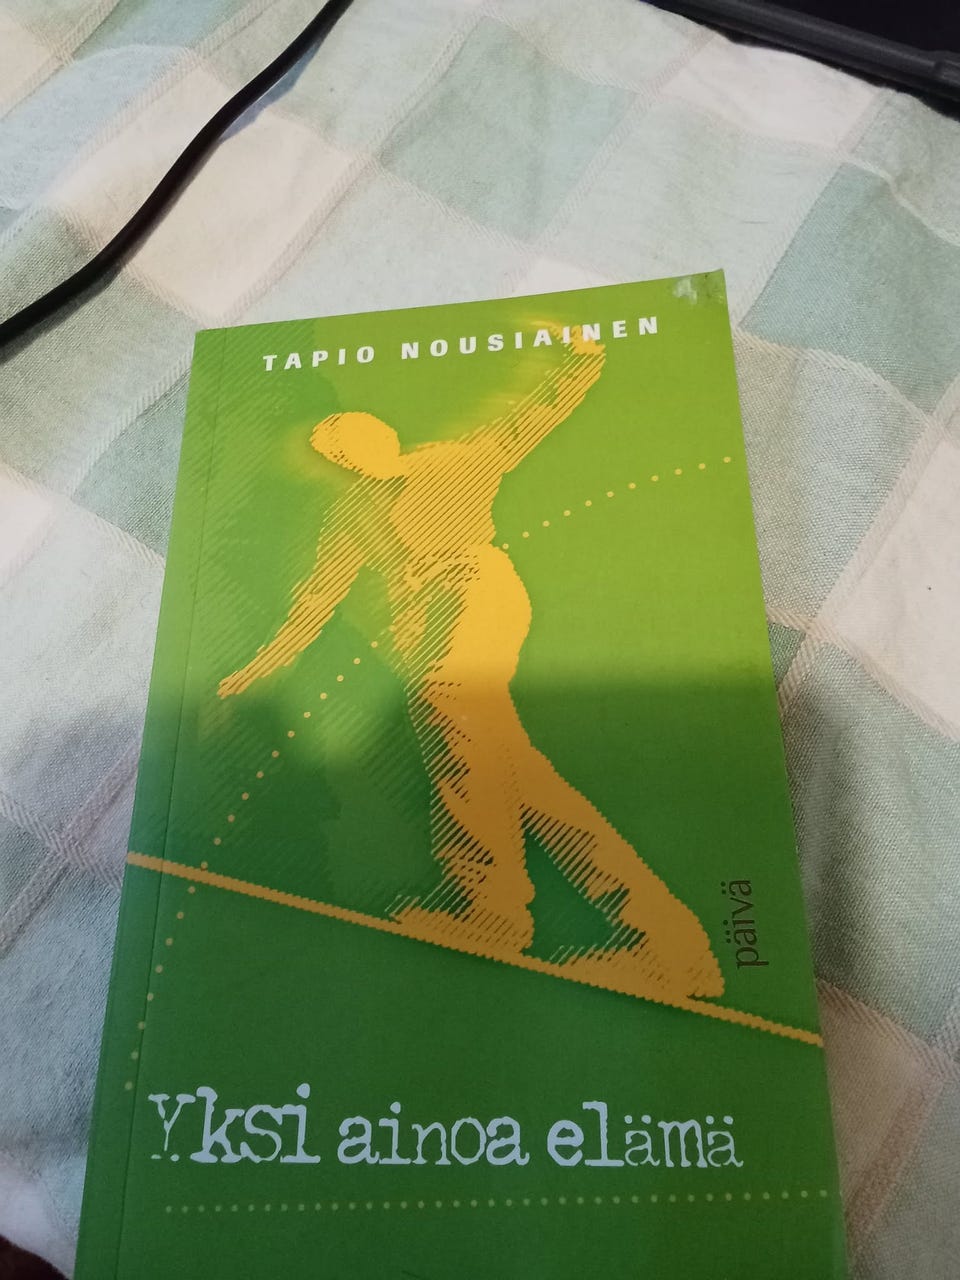 TAPIO NOUSIAINEN
päivä
Yksi ainoa elämä